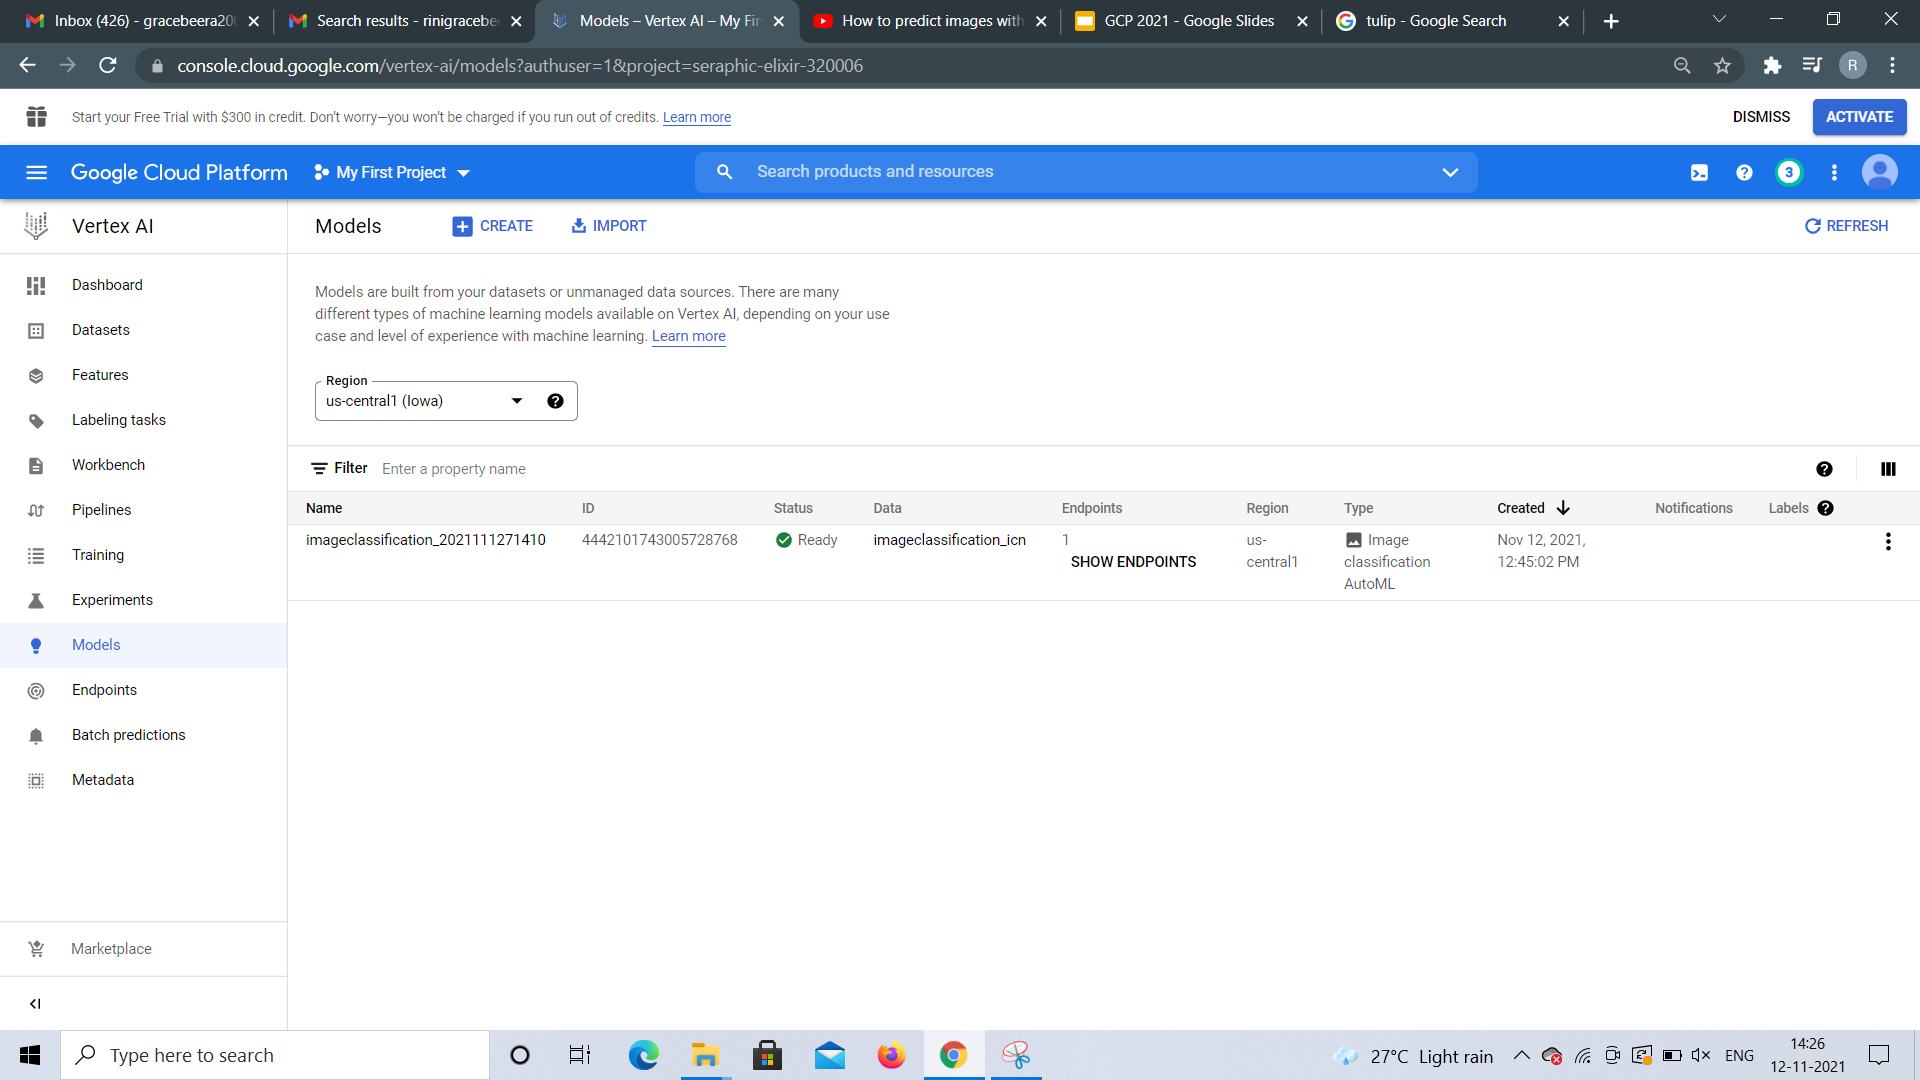 Inbox (426) - gracebeera20
Search results - rinigracebe
Models – Vertex AI – My Fir
How to predict images with
GCP 2021 - Google Slides
tulip - Google Search
console.cloud.google.com/vertex-ai/models?authuser=1&project=seraphic-elixir-320006
R
Start your Free Trial with $300 in credit. Don't worry—you won't be charged if you run out of credits. Learn more
DISMISS
ACTIVATE
Google Cloud Platform
My First Project
Search products and resources
3
Vertex AI
Models
CREATE
IMPORT
REFRESH
Dashboard
Datasets
Features
Labeling tasks
Workbench
Pipelines
Training
Experiments
Models
Endpoints
Batch predictions
Metadata
Marketplace
Models are built from your datasets or unmanaged data sources. There are many
different types of machine learning models available on Vertex AI, depending on your use
case and level of experience with machine learning. Learn more
Region
us-central1 (Iowa)
Filter Enter a property name
Name ID Status Data Endpoints Region Type Created Notifications Labels
imageclassification_2021111271410 4442101743005728768 Ready imageclassification_icn 1 us- Image Nov 12, 2021,
SHOW ENDPOINTS central1 classification 12:45:02 PM
AutoML
Type here to search
27°C Light rain
ENG
14:26
12-11-2021